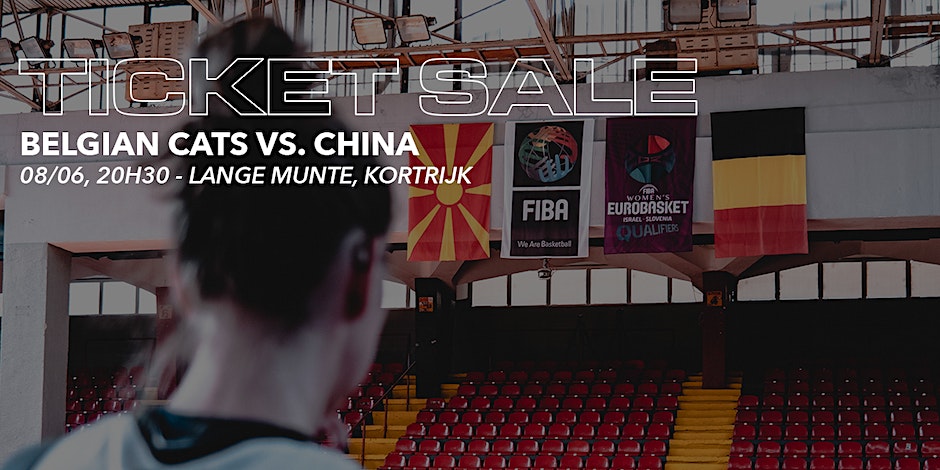 TICKET SALE
BELGIAN CATS VS. CHINA
08/06, 20H30 - LANGE MUNTE, KORTRIJK
FIBA
We Are Basketball
FIBA
WOMEN'S
EUROBASKET
ISRAEL · SLOVENIA
QUALIFIERS